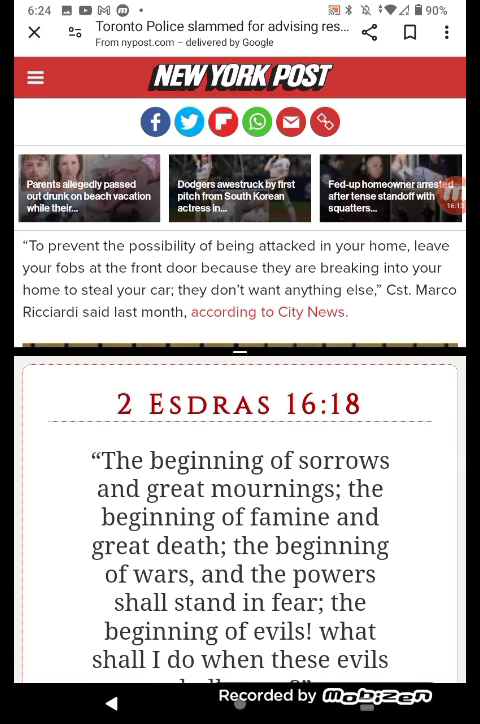 6:24
90%
Toronto Police slammed for advising res...
From nypost.com – delivered by Google
NEW YORK POST
Parents allegedly passed
out drunk on beach vacation
while their...
Dodgers awestruck by first
pitch from South Korean
actress in...
Fed-up homeowner arrested
after tense standoff with
squatters...
16:13
“To prevent the possibility of being attacked in your home, leave
your fobs at the front door because they are breaking into your
home to steal your car; they don’t want anything else,” Cst. Marco
Ricciardi said last month, according to City News.
2 Esdras 16:18
“The beginning of sorrows
and great mournings; the
beginning of famine and
great death; the beginning
of wars, and the powers
shall stand in fear; the
beginning of evils! what
shall I do when these evils
Recorded by Mobizen